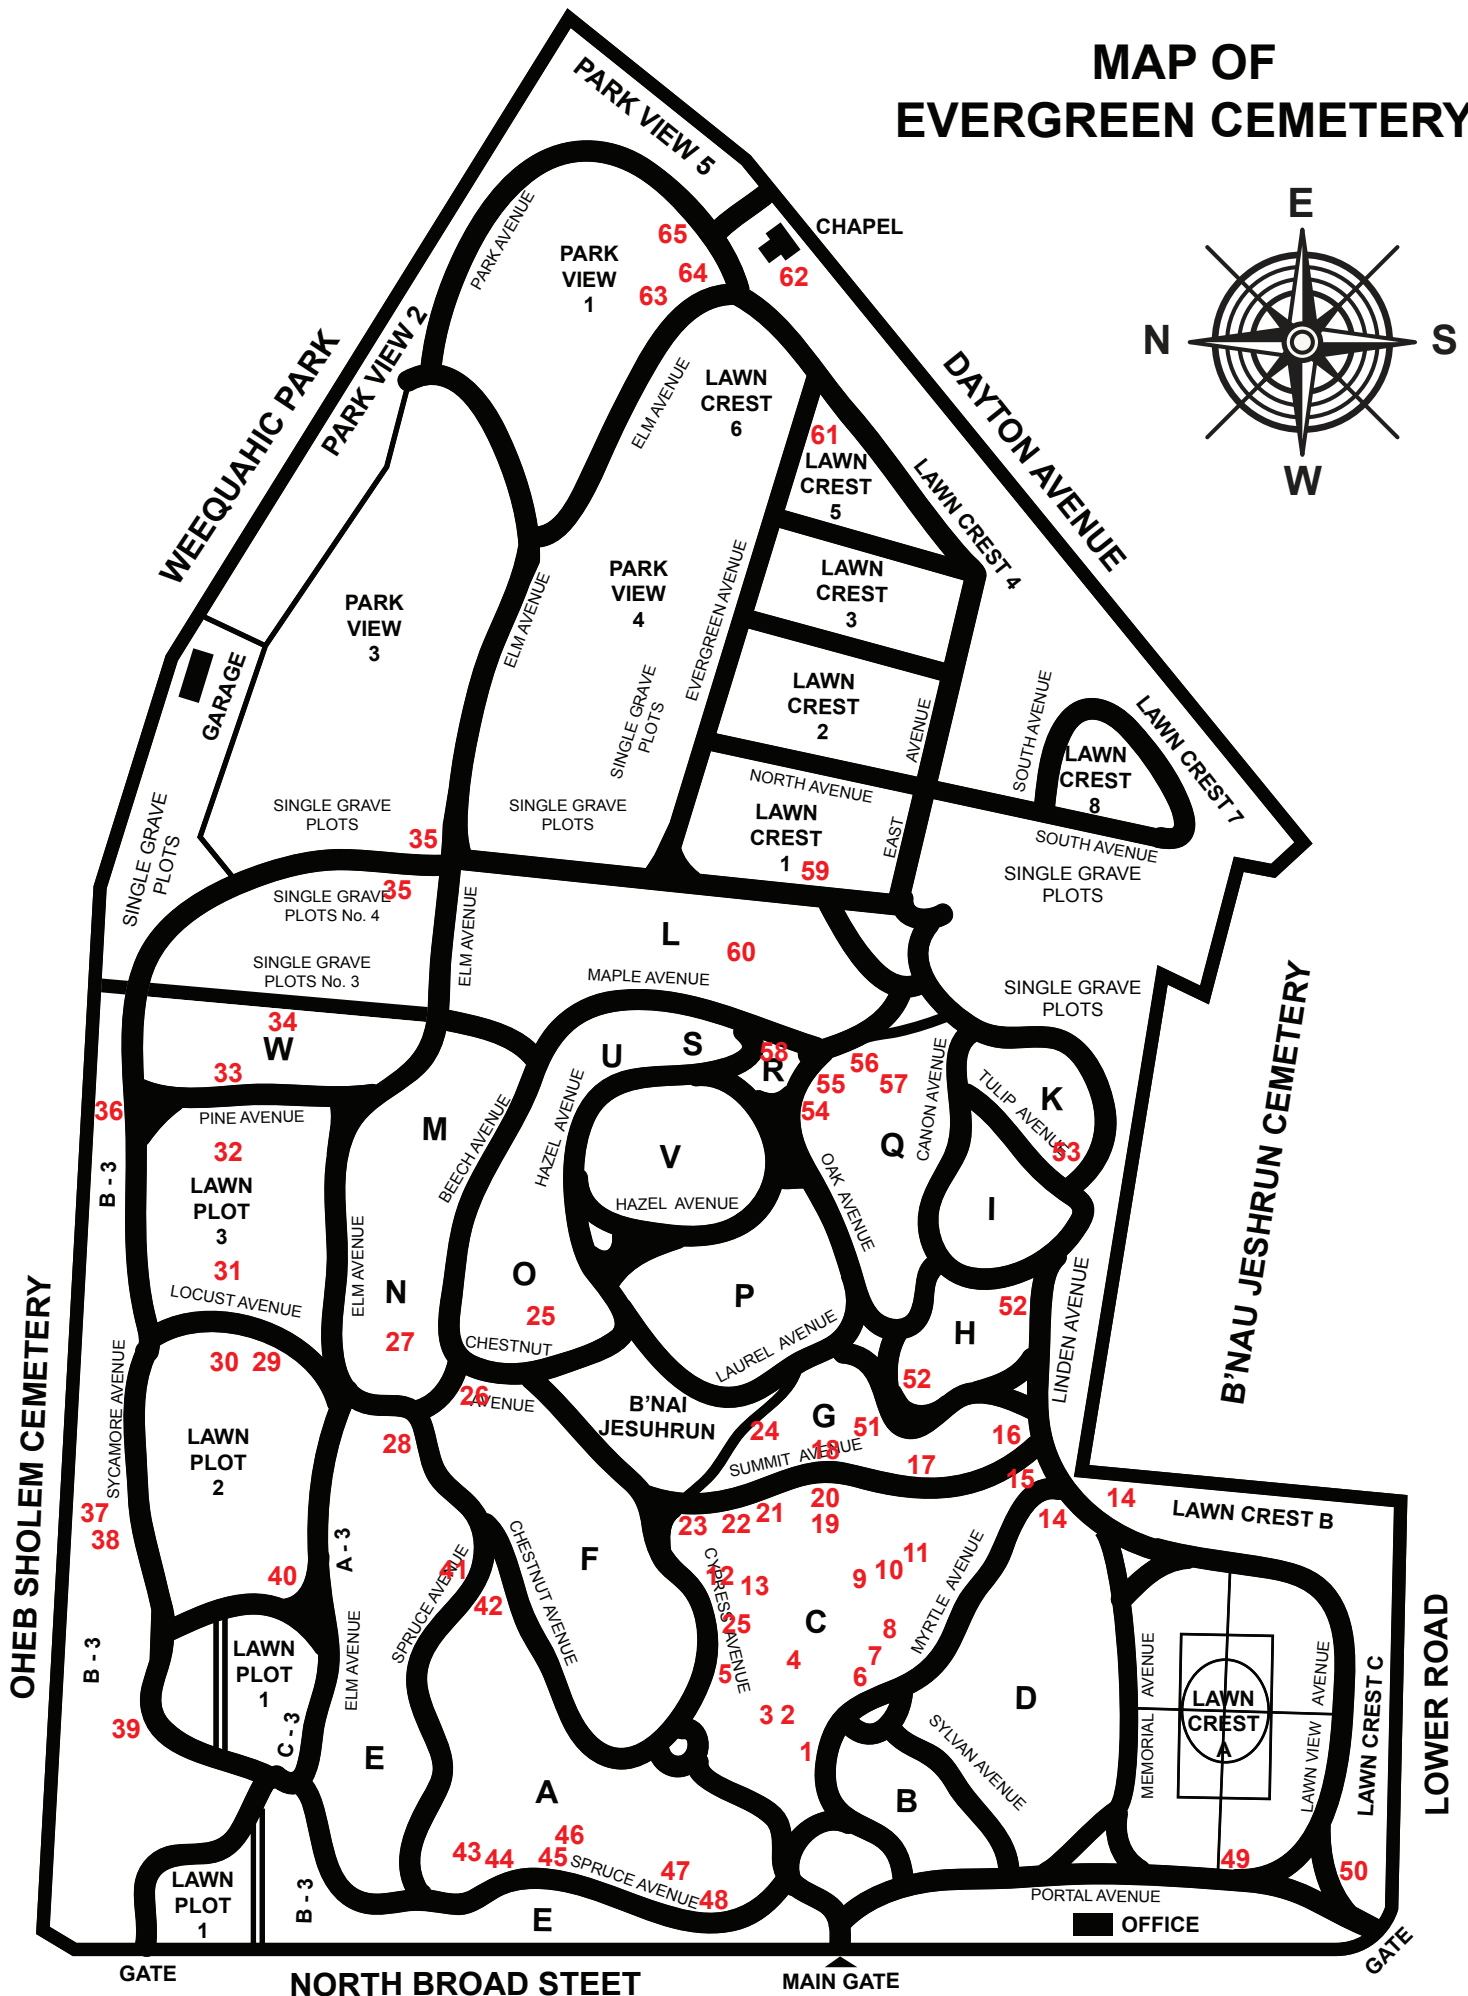 MAP OF
EVERGREEN CEMETERY
PARK VIEW 5
E
N
S
W
CHAPEL
62
65
64
63
PARK
VIEW
1
PARK AVENUE
PARK VIEW 2
WEEQUAHIC PARK
DAYTON AVENUE
ELM AVENUE
LAWN
CREST
6
61
LAWN
CREST
5
LAWN CREST 4
LAWN
CREST
3
PARK
VIEW
4
PARK
VIEW
3
ELM AVENUE
EVERGREEN AVENUE
SINGLE GRAVE
PLOTS
GARAGE
LAWN
CREST
2
AVENUE
EAST
SOUTH AVENUE
LAWN
CREST
8
LAWN CREST 7
NORTH AVENUE
LAWN
CREST
1
59
SOUTH AVENUE
SINGLE GRAVE
PLOTS
SINGLE GRAVE
PLOTS
SINGLE GRAVE
PLOTS
SINGLE GRAVE
PLOTS
35
35
SINGLE GRAVE
PLOTS No. 4
SINGLE GRAVE
PLOTS No. 3
ELM AVENUE
L
60
MAPLE AVENUE
SINGLE GRAVE
PLOTS
34
W
33
36
PINE AVENUE
B - 3
32
LAWN
PLOT
3
31
LOCUST AVENUE
M
BEECH AVENUE
HAZEL AVENUE
U
S
58
R
56
55
57
54
Q
CANON AVENUE
TULIP AVENUE
K
53
V
HAZEL AVENUE
OAK AVENUE
I
B'NAU JESHRUN CEMETERY
ELM AVENUE
N
27
O
25
CHESTNUT
AVENUE
26
P
LAUREL AVENUE
52
H
52
LINDEN AVENUE
OHEB SHOLEM CEMETERY
SYCAMORE AVENUE
30
29
28
LAWN
PLOT
2
B'NAI
JESUHRUN
24
G
51
18
SUMMIT AVENUE
17
16
15
14
14
LAWN CREST B
37
38
A - 3
40
41
42
SPRUCE AVENUE
CHESTNUT AVENUE
F
23
22
21
20
19
12
13
25
CYPRESS AVENUE
5
C
9
10
11
8
7
6
4
3
2
1
MYRTLE AVENUE
D
SYLVAN AVENUE
B
MEMORIAL AVENUE
LAWN
CREST
A
LAWN VIEW AVENUE
LAWN CREST C
LOWER ROAD
B - 3
39
LAWN
PLOT
1
C - 3
ELM AVENUE
E
A
43
44
45
46
47
48
SPRUCE AVENUE
49
50
LAWN
PLOT
1
B - 3
E
PORTAL AVENUE
OFFICE
GATE
GATE
NORTH BROAD STEET
MAIN GATE